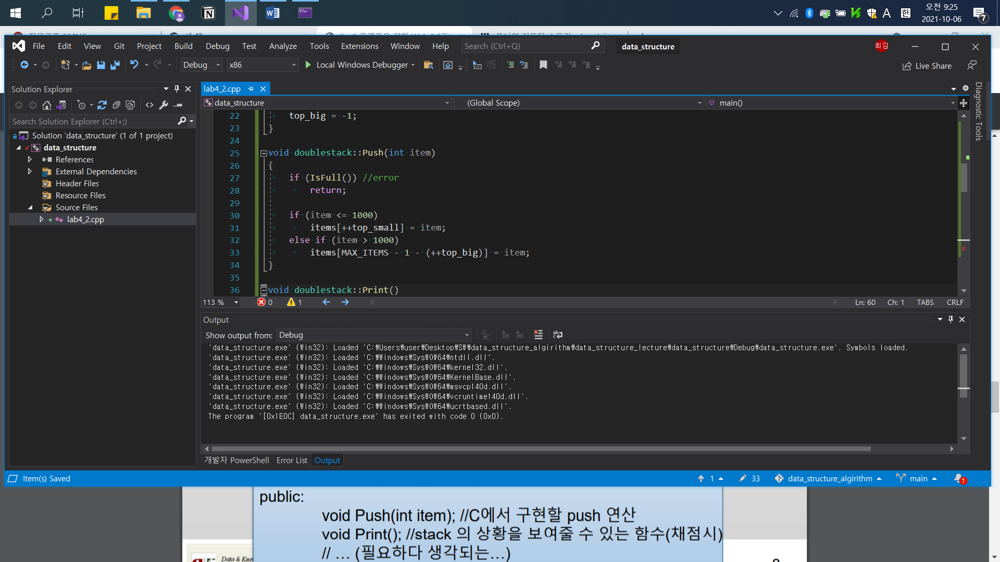 오전 9:25
2021-10-06
A
한
7
File Edit View Git Project Build Debug Test Analyze Tools Extensions Window Help Search (Ctrl+Q) data_structure 희김
Debug x86 Local Windows Debugger Live Share
Solution Explorer
Search Solution Explorer (Ctrl+;)
Solution 'data_structure' (1 of 1 project)
data_structure
References
External Dependencies
Header Files
Resource Files
Source Files
lab4_2.cpp
lab4_2.cpp
data_structure (Global Scope) main()
Diagnostic Tools
22 top_big = -1;
23 }
24
25 void doublestack::Push(int item)
26 {
27 if (IsFull()) //error
28 return;
29
30 if (item <= 1000)
31 items[++top_small] = item;
32 else if (item > 1000)
33 items[MAX_ITEMS - 1 - (++top_big)] = item;
34 }
35
36 void doublestack::Print()
113 % 0 1 Ln: 60 Ch: 1 TABS CRLF
Output
Show output from: Debug
'data_structure.exe' (Win32): Loaded 'C:₩Users₩user₩Desktop₩SW₩data_structure_algirithm₩data_structure_lecture₩data_structure₩Debug₩data_structure.exe'. Symbols loaded.
'data_structure.exe' (Win32): Loaded 'C:₩Windows₩SysWOW64₩ntdll.dll'.
'data_structure.exe' (Win32): Loaded 'C:₩Windows₩SysWOW64₩kernel32.dll'.
'data_structure.exe' (Win32): Loaded 'C:₩Windows₩SysWOW64₩KernelBase.dll'.
'data_structure.exe' (Win32): Loaded 'C:₩Windows₩SysWOW64₩msvcp140d.dll'.
'data_structure.exe' (Win32): Loaded 'C:₩Windows₩SysWOW64₩vcruntime140d.dll'.
'data_structure.exe' (Win32): Loaded 'C:₩Windows₩SysWOW64₩ucrtbased.dll'.
The program '[0x1E0C] data_structure.exe' has exited with code 0 (0x0).
개발자 PowerShell Error List Output
Item(s) Saved 1 33 data_structure_algirithm main 1
public:
void Push(int item); //C에서 구현할 push 연산
void Print(); //stack 의 상황을 보여줄 수 있는 함수(채점시)
// … (필요하다 생각되는…)
Data &